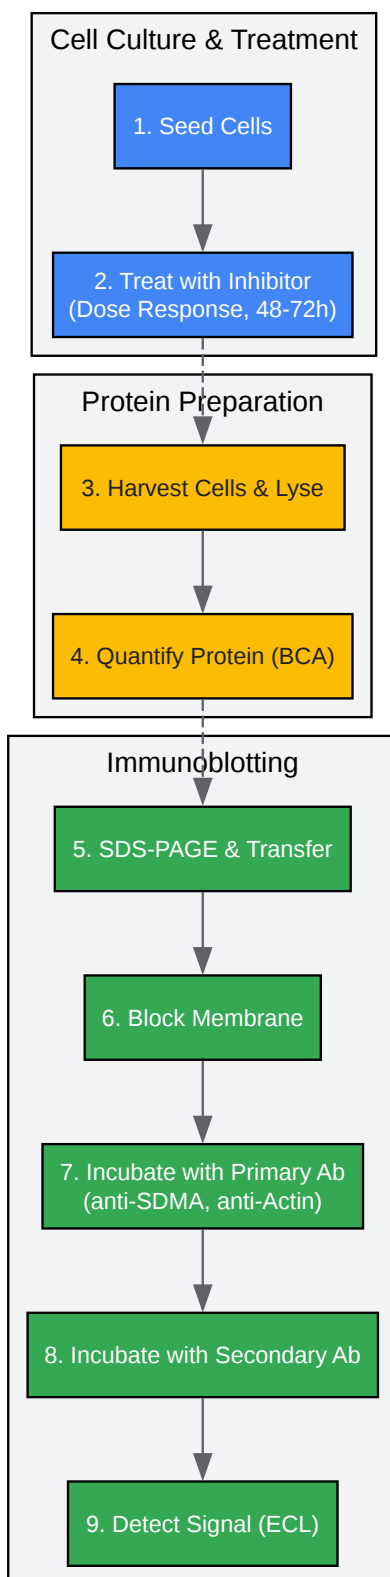 Cell Culture & Treatment
1. Seed Cells
2. Treat with Inhibitor
(Dose Response, 48-72h)
Protein Preparation
3. Harvest Cells & Lyse
4. Quantify Protein (BCA)
Immunoblotting
5. SDS-PAGE & Transfer
6. Block Membrane
7. Incubate with Primary Ab
(anti-SDMA, anti-Actin)
8. Incubate with Secondary Ab
9. Detect Signal (ECL)